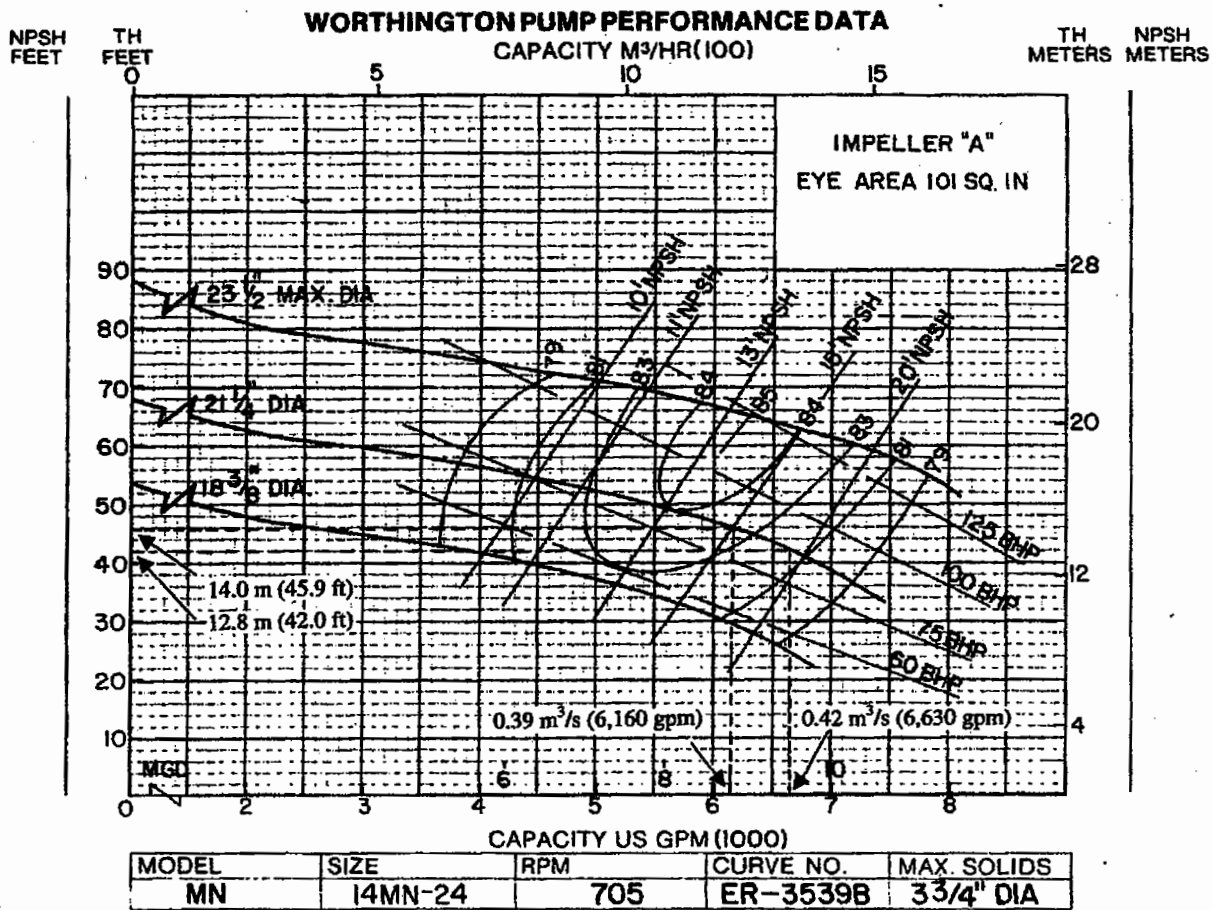 WORTHINGTON PUMP PERFORMANCE DATA
NPSH FEET
TH FEET
CAPACITY M³/HR(100)
TH METERS
NPSH METERS
0 5 10 15
IMPELLER "A"
EYE AREA 101 SQ. IN
90
80
70
60
50
40
30
20
10
28
20
12
4
23 1/2" MAX. DIA
21 1/4" DIA.
18 3/8" DIA.
10' NPSH
11' NPSH
13' NPSH
15' NPSH
20' NPSH
79
81
83
84
85
84
83
81
79
125 BHP
100 BHP
75 BHP
60 BHP
14.0 m (45.9 ft)
12.8 m (42.0 ft)
0.39 m³/s (6,160 gpm)
0.42 m³/s (6,630 gpm)
MGD 6 8 10
0 2 3 4 5 6 7 8
CAPACITY US GPM (1000)
MODEL SIZE RPM CURVE NO. MAX. SOLIDS
MN 14MN-24 705 ER-3539B 3 3/4" DIA